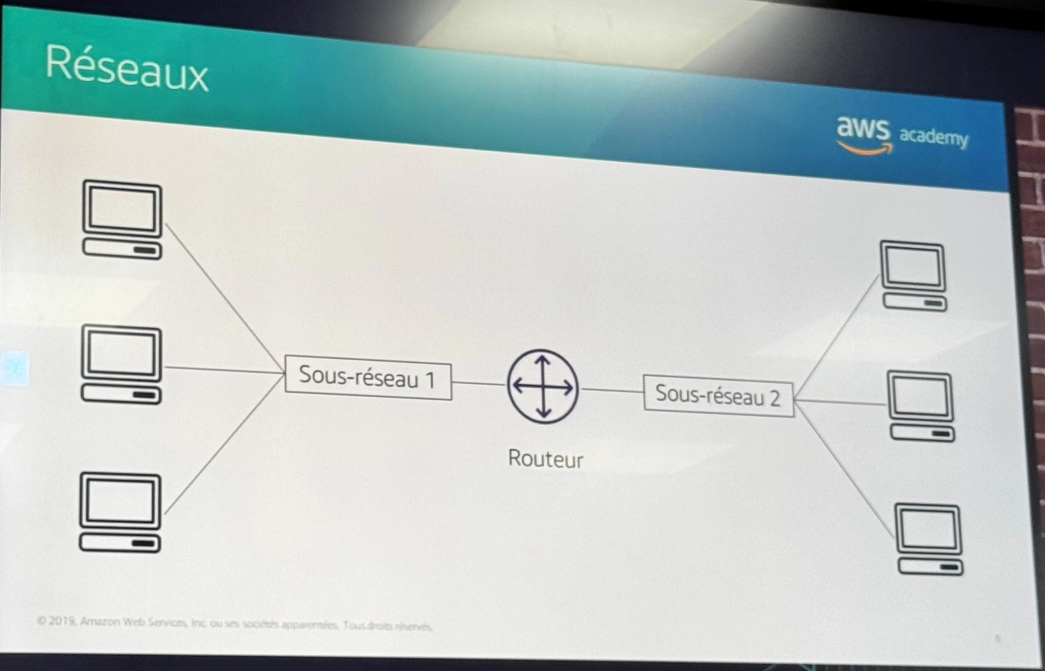 Réseaux
aws academy
Sous-réseau 1
Sous-réseau 2
Routeur
© 2019, Amazon Web Services, Inc. ou ses sociétés apparentées. Tous droits réservés.
5